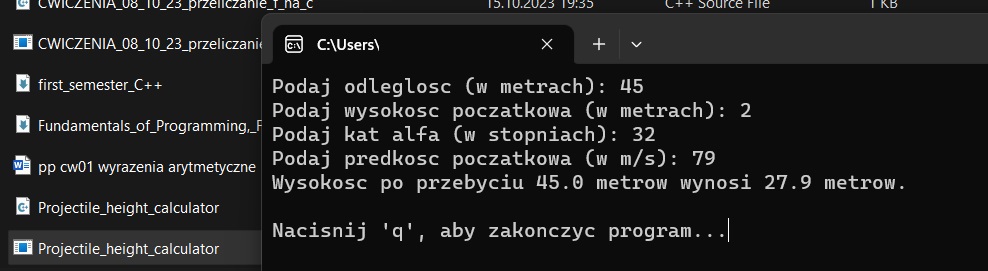 CWICZENIA_08_10_23_przeliczanie_f_na_c
15.10.2023 19:35
C++ Source File
1 KB
CWICZENIA_08_10_23_przeliczanie
first_semester_C++
Fundamentals_of_Programming,_F
pp cw01 wyrazenia arytmetyczne
Projectile_height_calculator
Projectile_height_calculator
C:\Users\
Podaj odleglosc (w metrach): 45
Podaj wysokosc poczatkowa (w metrach): 2
Podaj kat alfa (w stopniach): 32
Podaj predkosc poczatkowa (w m/s): 79
Wysokosc po przebyciu 45.0 metrow wynosi 27.9 metrow.
Nacisnij 'q', aby zakonczyc program...